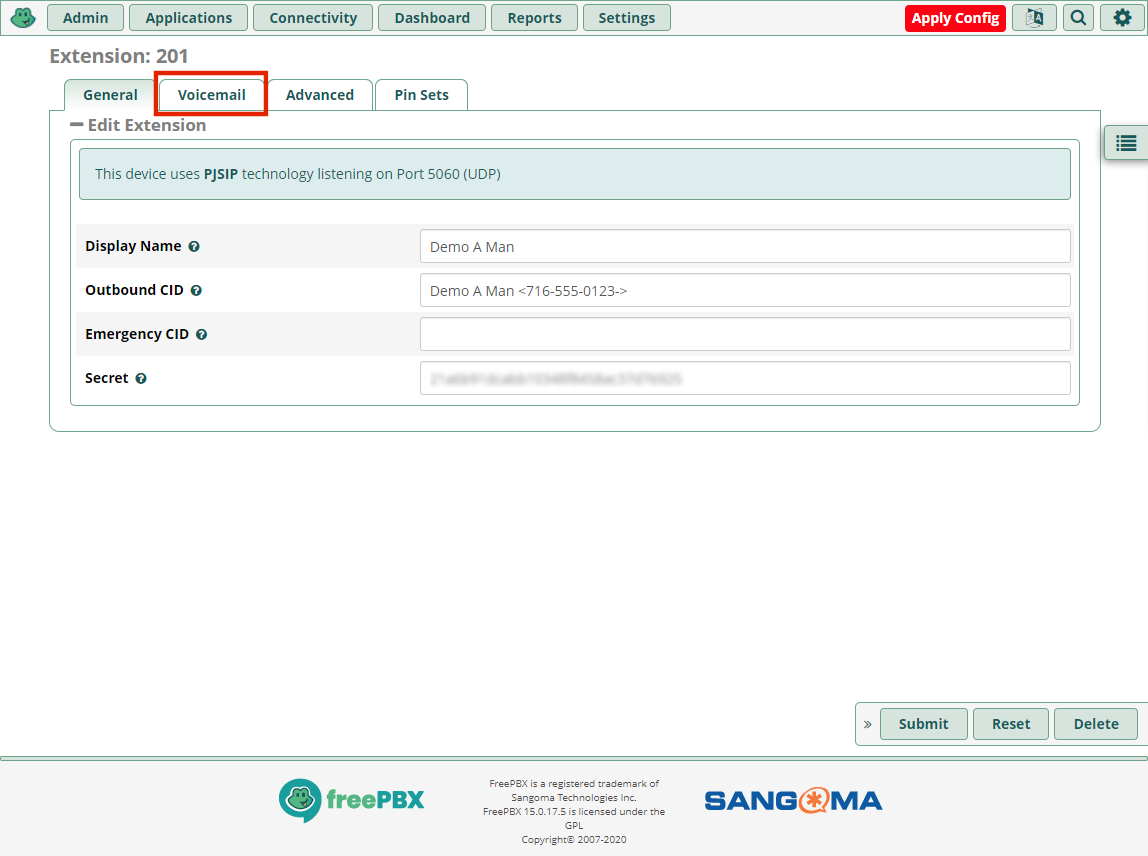 Admin Applications Connectivity Dashboard Reports Settings Apply Config
Extension: 201
General Voicemail Advanced Pin Sets
Edit Extension
This device uses PJSIP technology listening on Port 5060 (UDP)
Display Name Demo A Man
Outbound CID Demo A Man <716-555-0123->
Emergency CID
Secret
» Submit Reset Delete
freePBX
FreePBX is a registered trademark of
Sangoma Technologies Inc.
FreePBX 15.0.17.5 is licensed under the
GPL
Copyright© 2007-2020
SANGOMA